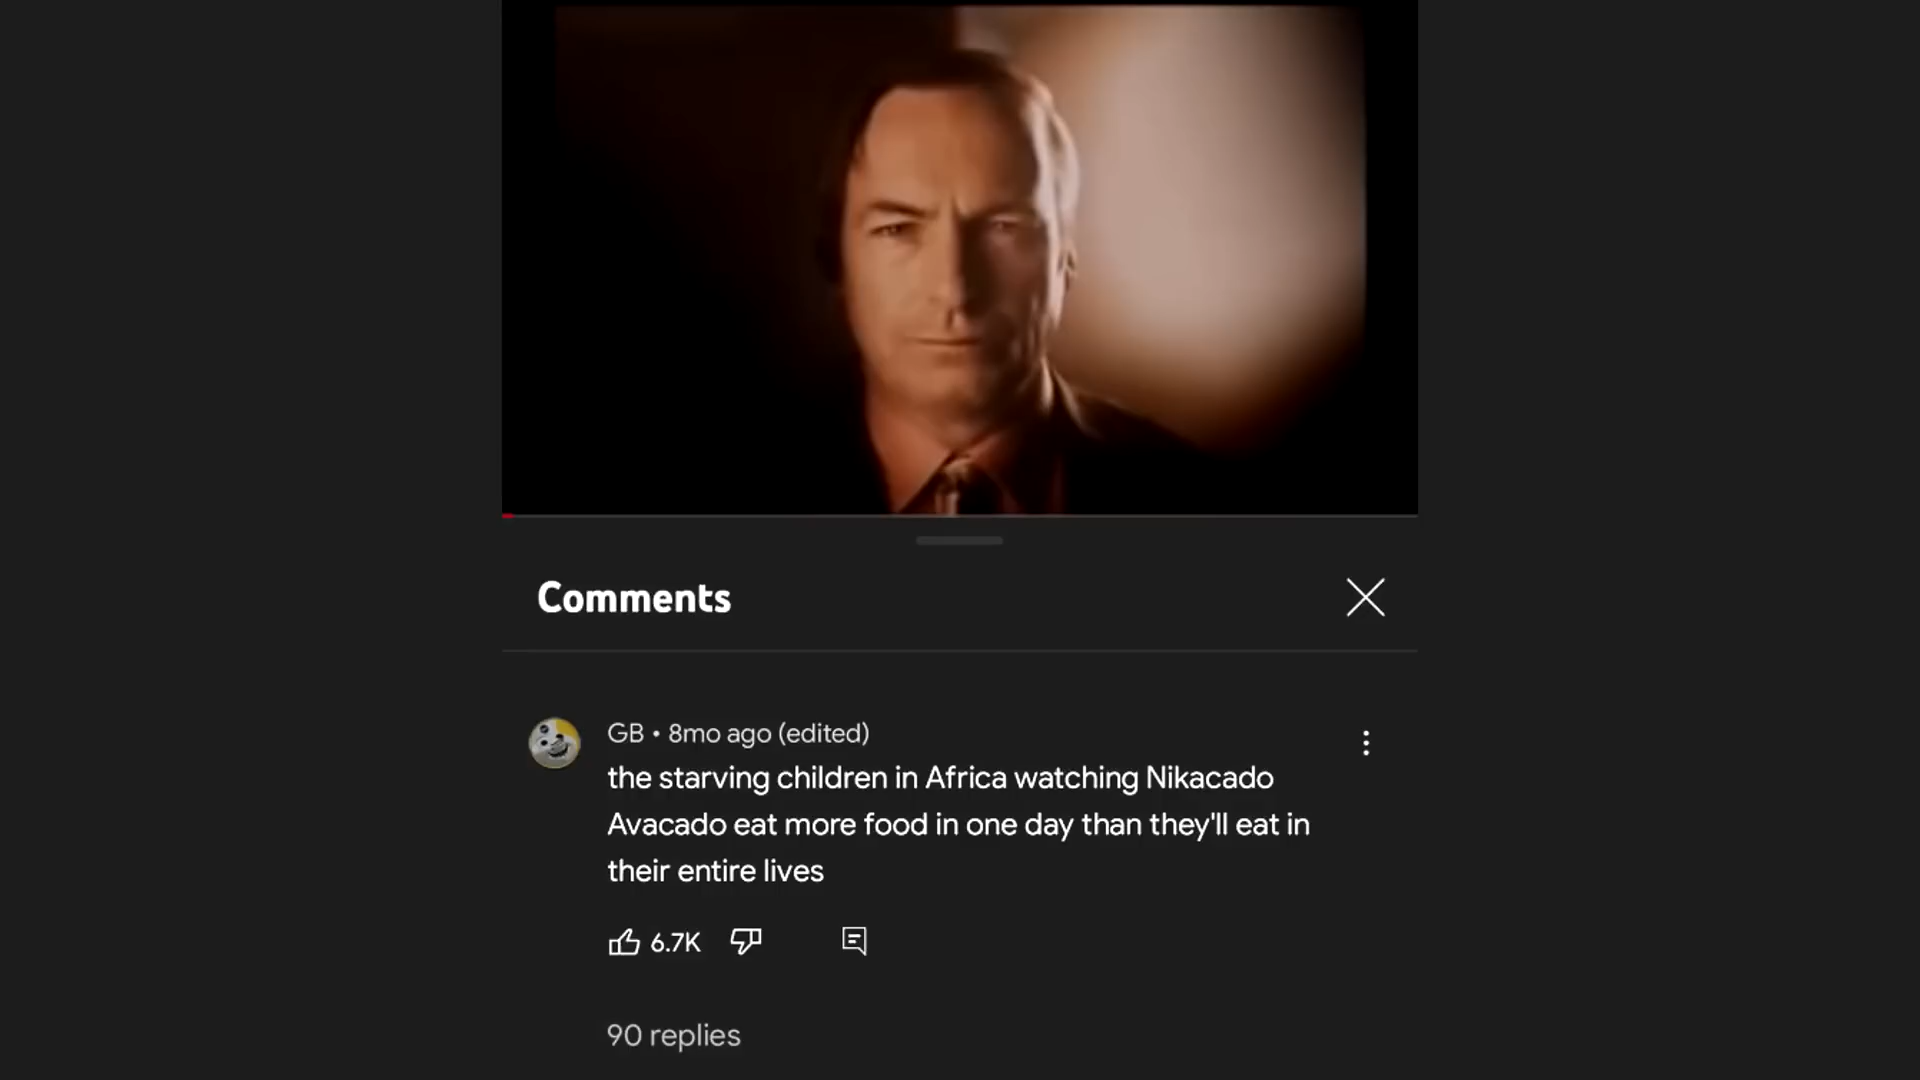 Comments
GB • 8mo ago (edited)
the starving children in Africa watching Nikacado
Avacado eat more food in one day than they'll eat in
their entire lives
6.7K
90 replies